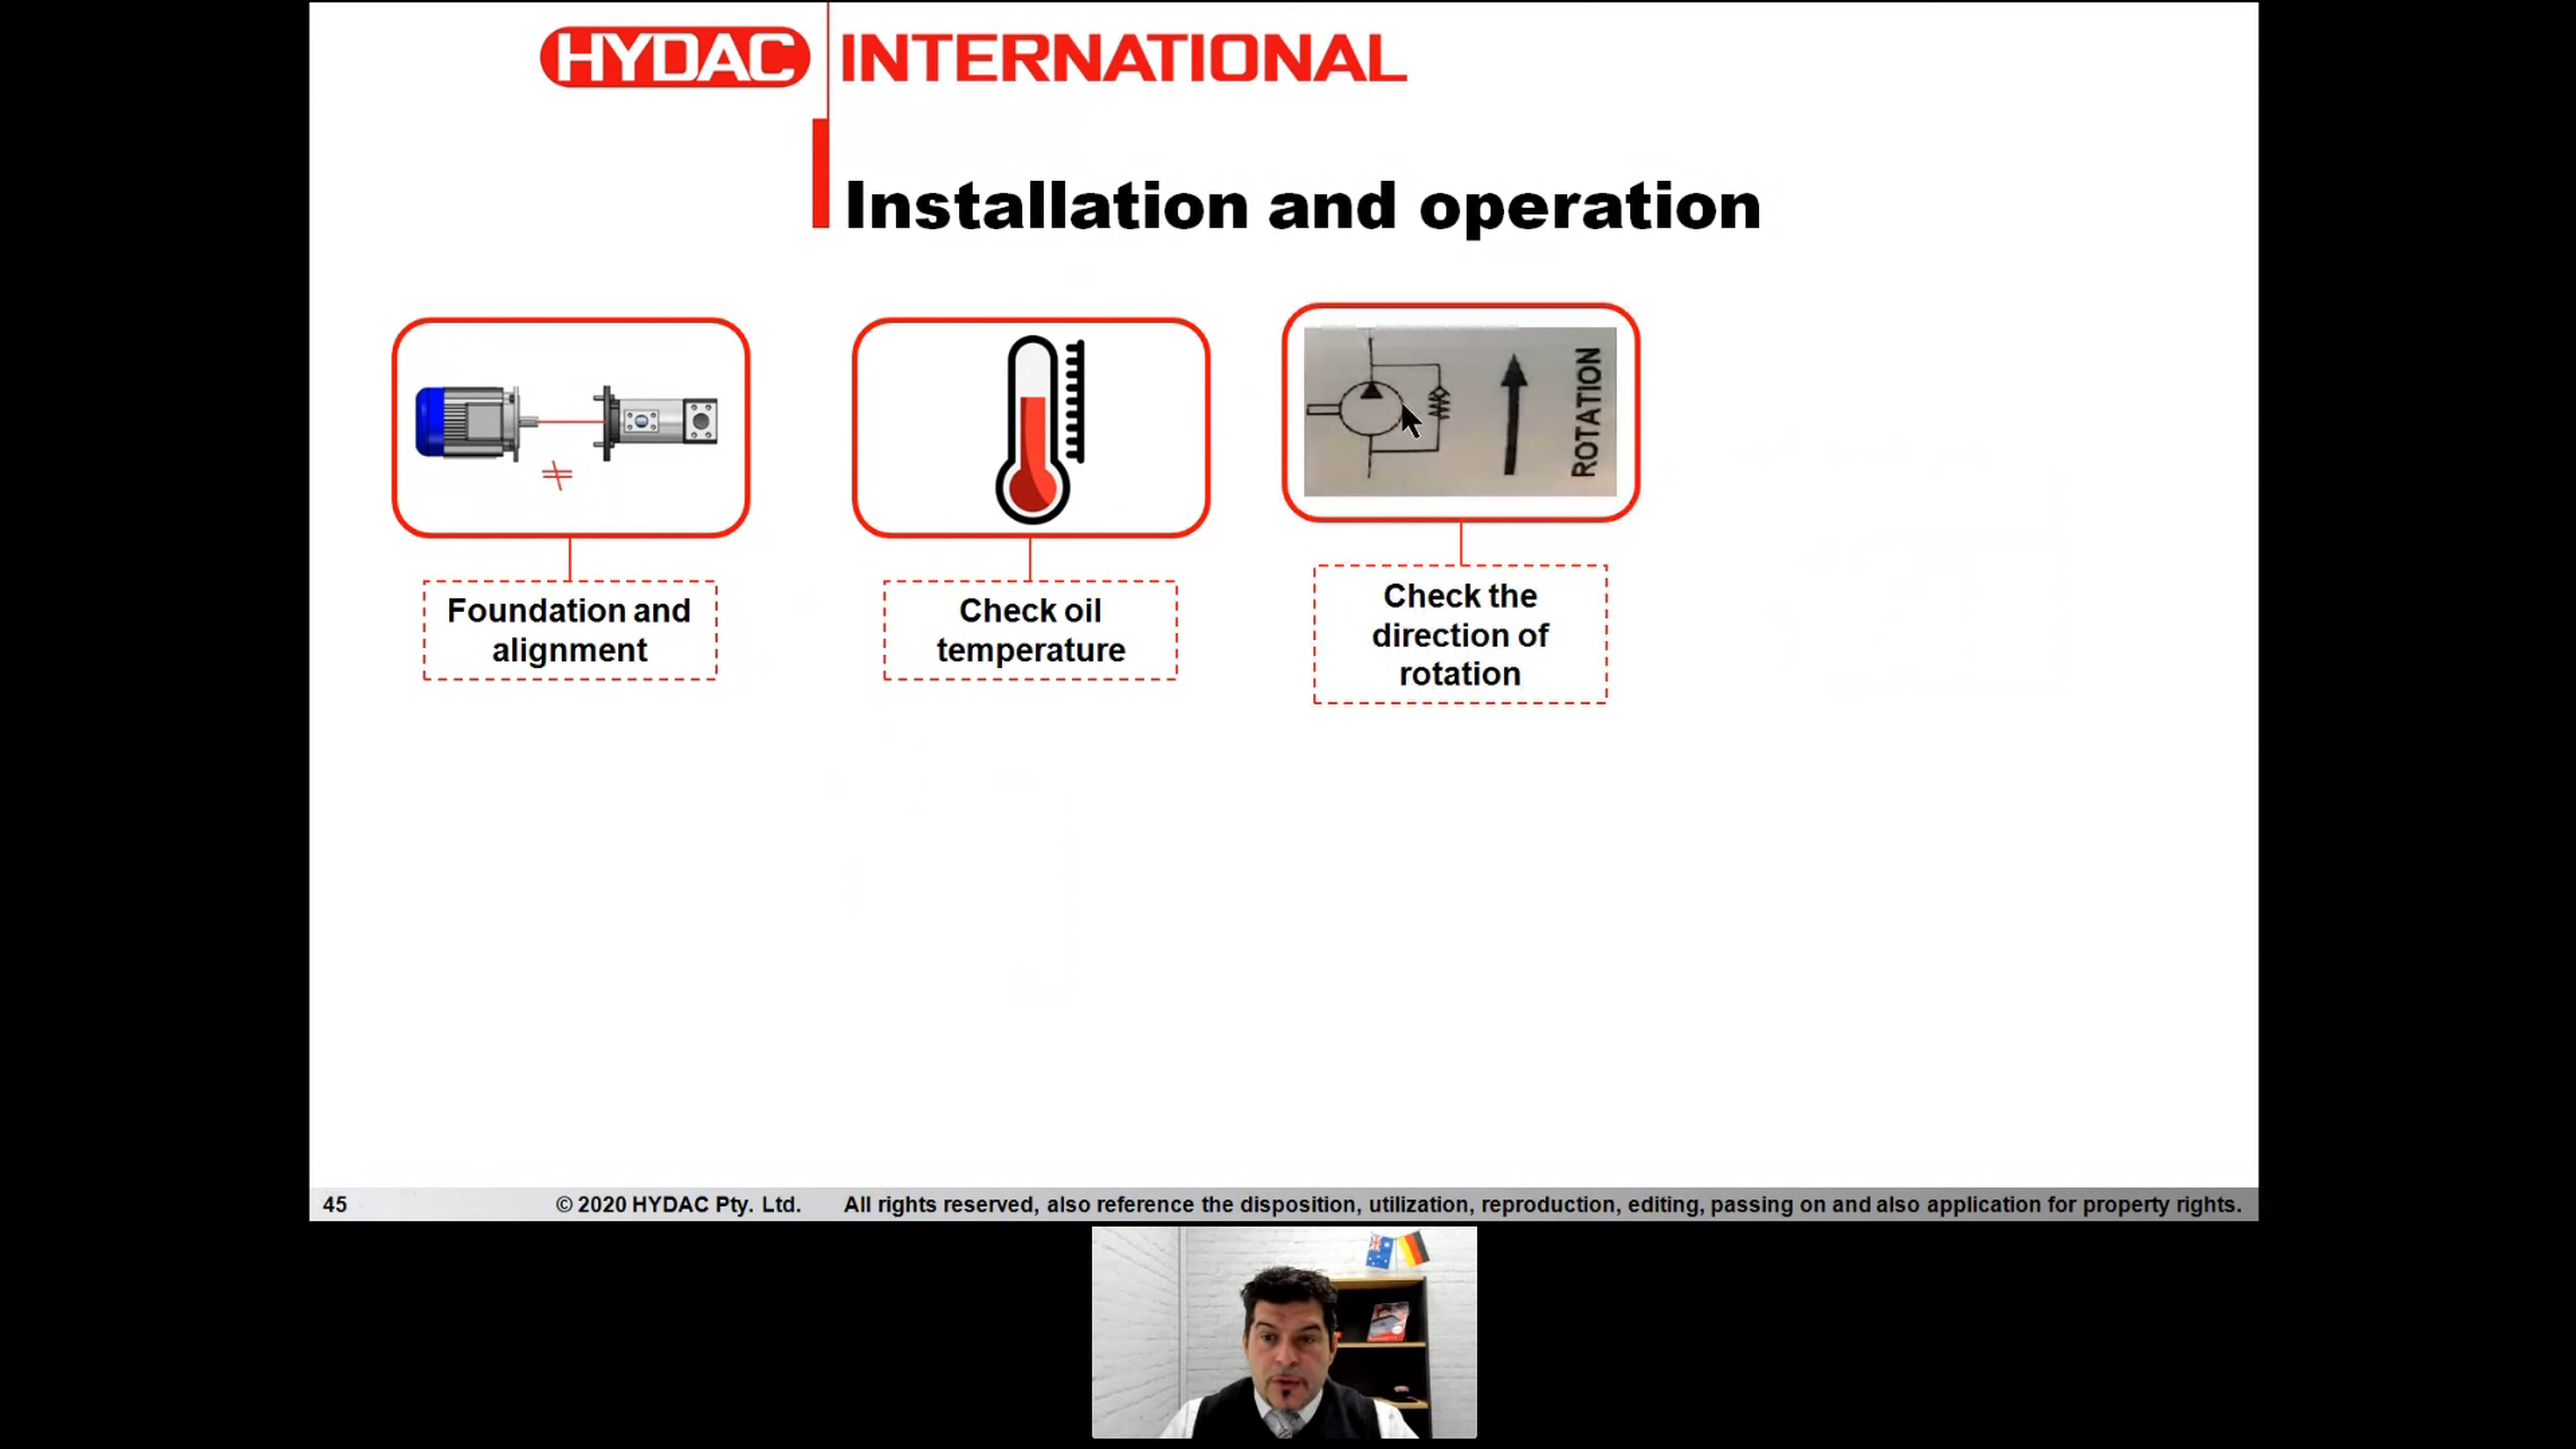 HYDAC INTERNATIONAL
Installation and operation
ROTATION
Foundation and
alignment
Check oil
temperature
Check the
direction of
rotation
45 © 2020 HYDAC Pty. Ltd. All rights reserved, also reference the disposition, utilization, reproduction, editing, passing on and also application for property rights.